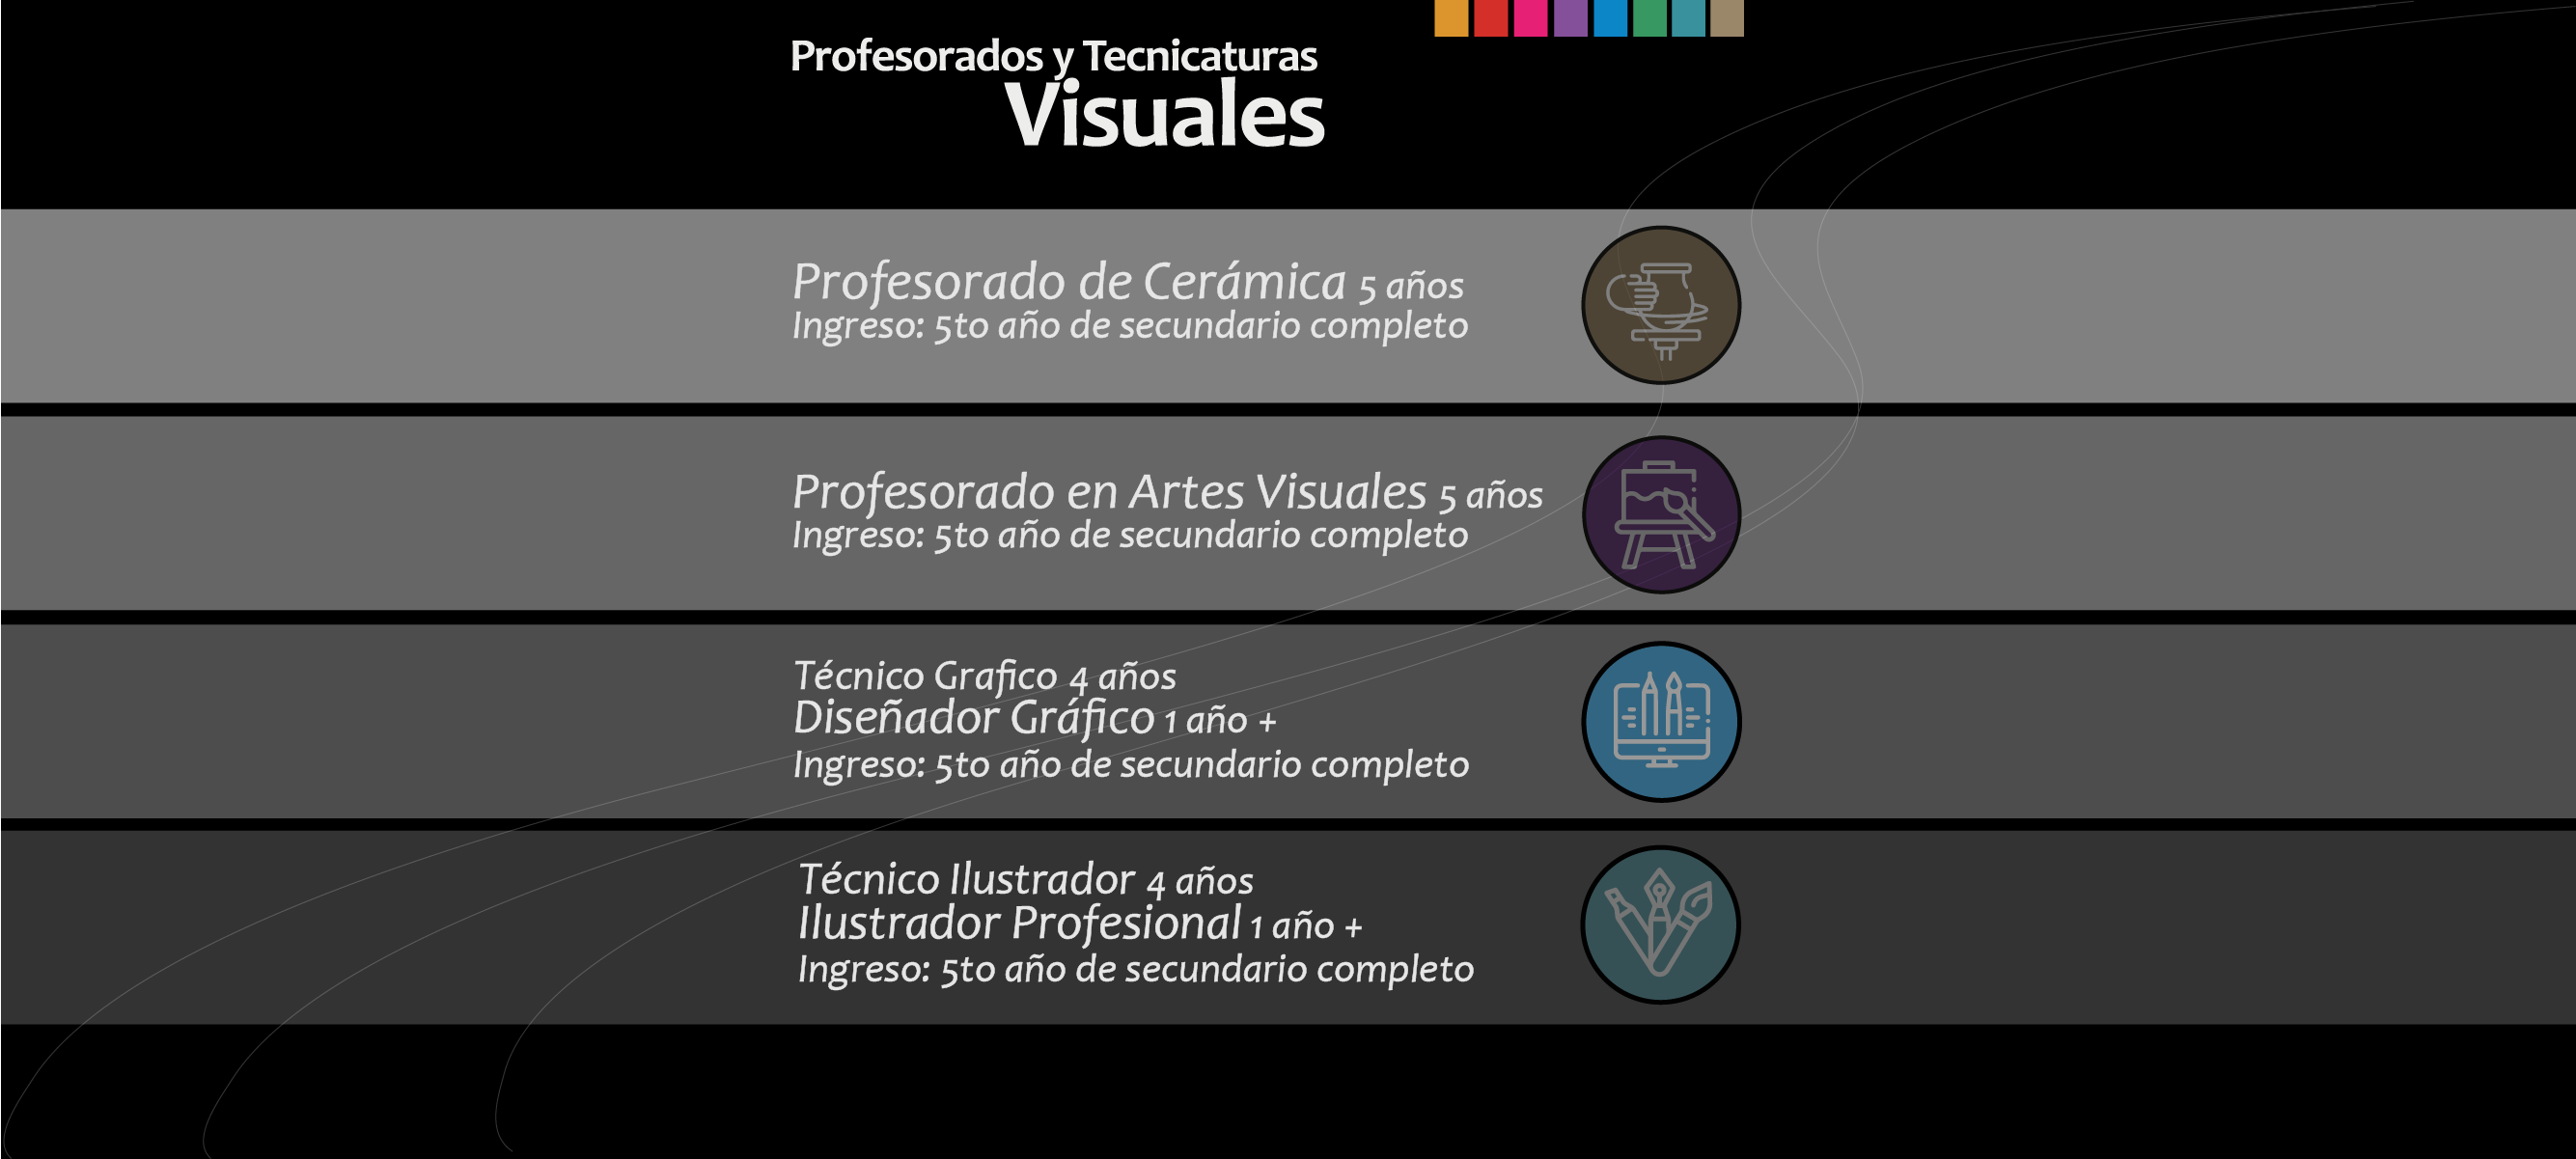 Profesorados y Tecnicaturas
Visuales
Profesorado de Cerámica 5 años
Ingreso: 5to año de secundario completo
Profesorado en Artes Visuales 5 años
Ingreso: 5to año de secundario completo
Técnico Grafico 4 años
Diseñador Gráfico 1 año +
Ingreso: 5to año de secundario completo
Técnico Ilustrador 4 años
Ilustrador Profesional 1 año +
Ingreso: 5to año de secundario completo